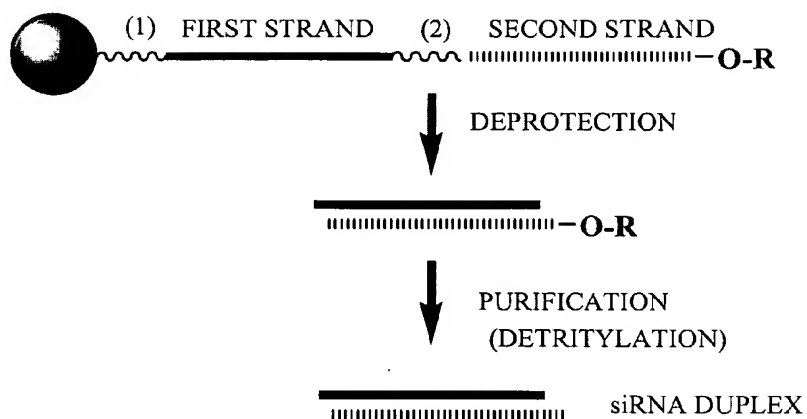 (1) FIRST STRAND (2) SECOND STRAND
O-R
DEPROTECTION
O-R
PURIFICATION
(DETRITYLATION)
siRNA DUPLEX